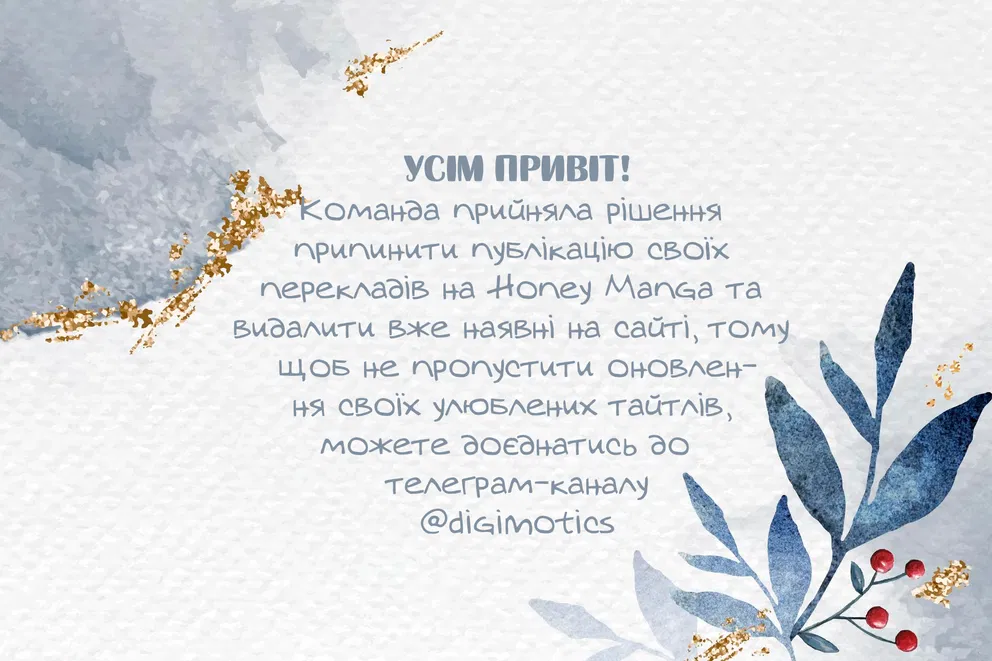 УСІМ ПРИВІТ!
Команда прийняла рішення
припинити публікацію своїх
перекладів на Honey Manga та
видалити вже наявні на сайті, тому
щоб не пропустити оновлен-
ня своїх улюблених тайтлів,
можете доєднатись до
телеграм-каналу
@digimotics